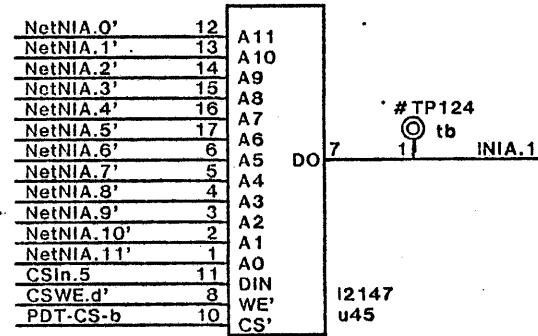 NetNIA.0' 12 A11
NetNIA.1' 13 A10
NetNIA.2' 14 A9
NetNIA.3' 15 A8
NetNIA.4' 16 A7
NetNIA.5' 17 A6
NetNIA.6' 6 A5 DO 7 1 INIA.1
NetNIA.7' 5 A4
NetNIA.8' 4 A3
NetNIA.9' 3 A2
NetNIA.10' 2 A1
NetNIA.11' 1 A0
CSIn.5 11 DIN
CSWE.d' 8 WE'
PDT-CS-b 10 CS'
#TP124
tb
I2147
u45